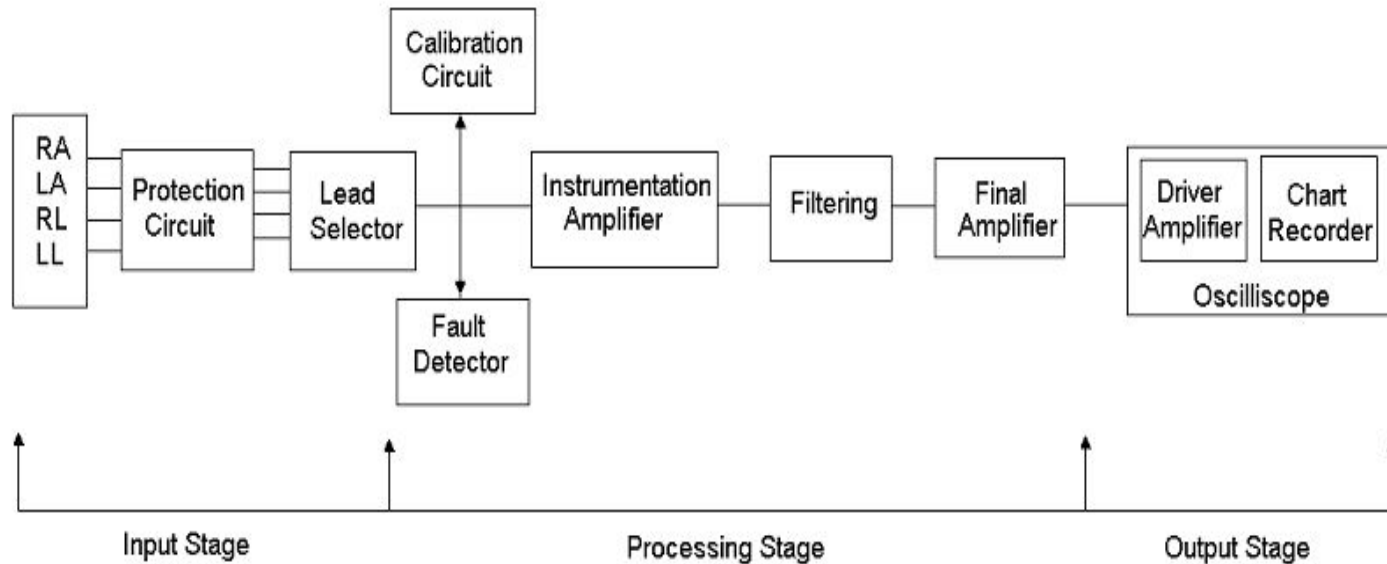 Calibration
Circuit
RA
LA
RL
LL
Protection
Circuit
Lead
Selector
Instrumentation
Amplifier
Filtering
Final
Amplifier
Driver
Amplifier
Chart
Recorder
Oscilliscope
Fault
Detector
Input Stage
Processing Stage
Output Stage